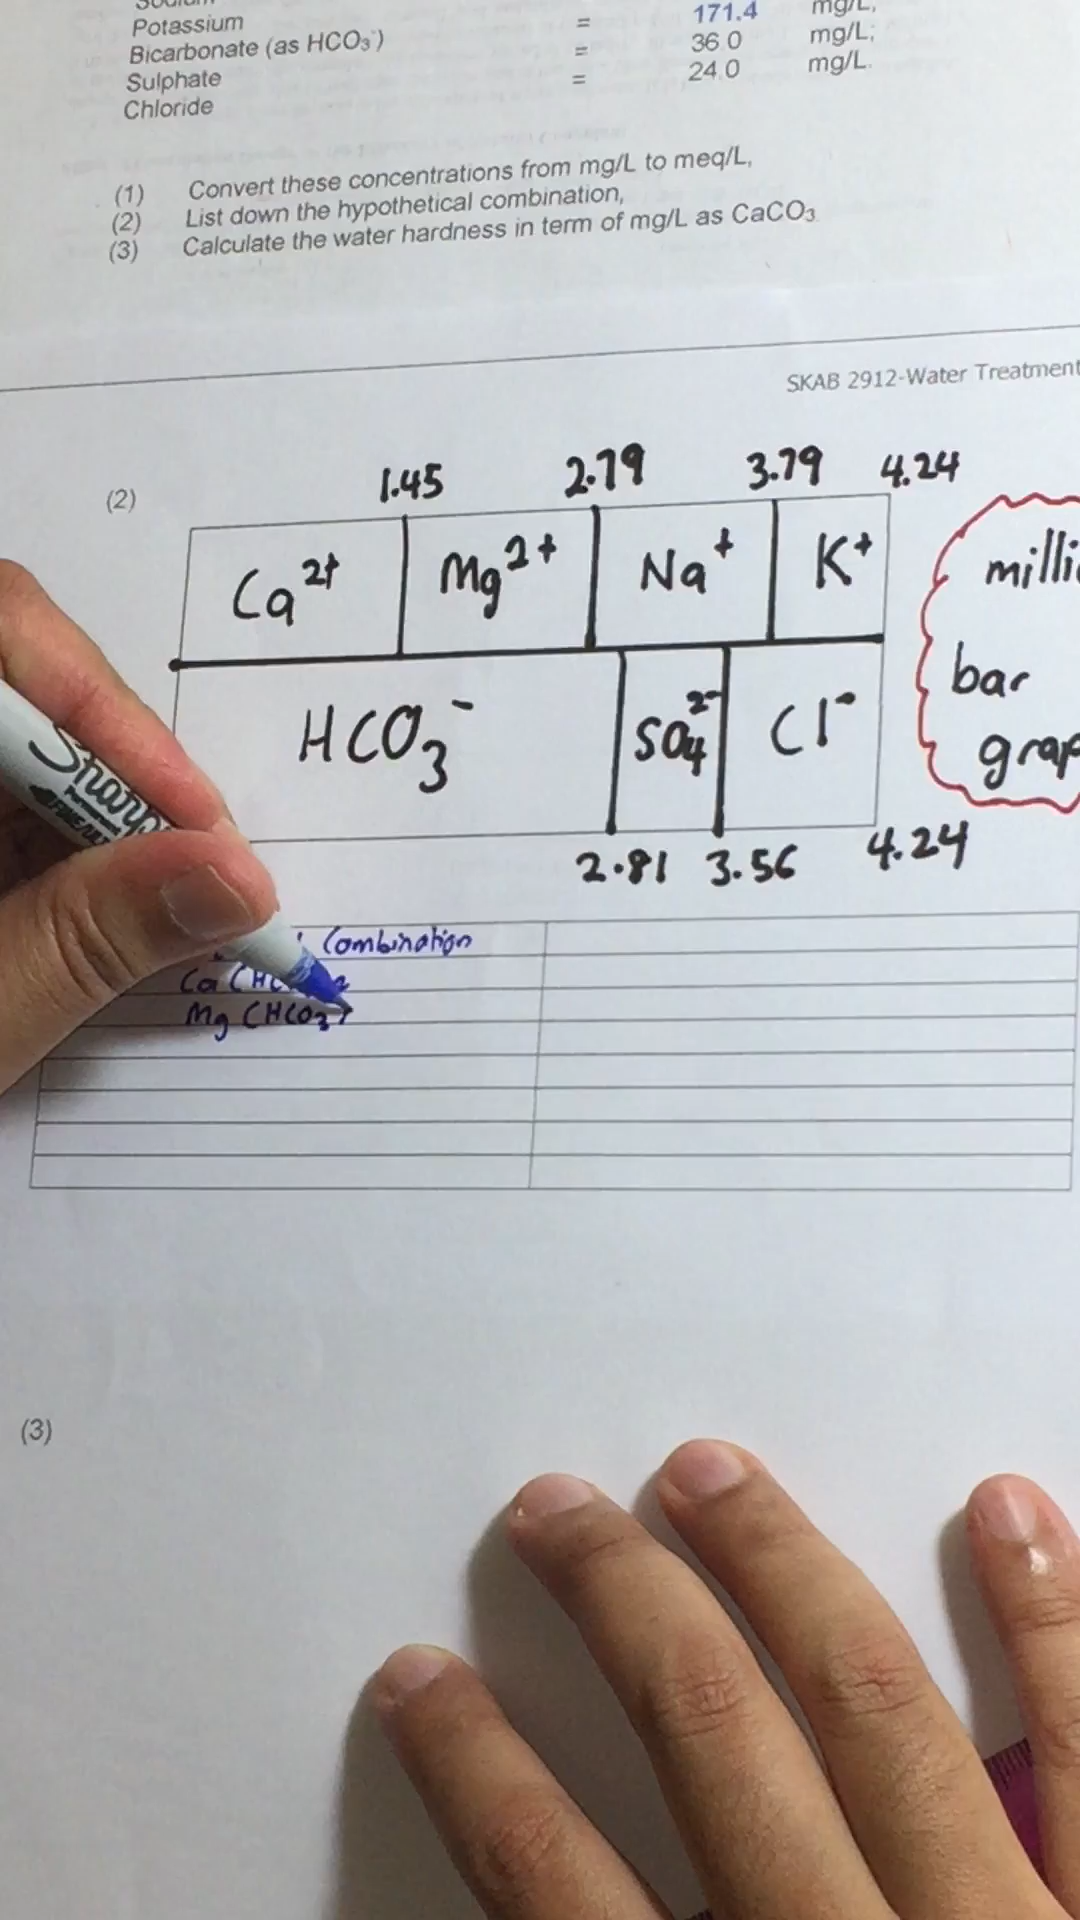 Sodium
Potassium = 171.4 mg/L,
Bicarbonate (as HCO₃⁻) = 36.0 mg/L;
Sulphate = 24.0 mg/L.
Chloride
(1) Convert these concentrations from mg/L to meq/L,
(2) List down the hypothetical combination,
(3) Calculate the water hardness in term of mg/L as CaCO₃.
SKAB 2912-Water Treatment
(2)
1.45 2.79 3.79 4.24
Ca²⁺ Mg²⁺ Na⁺ K⁺
HCO₃⁻ SO₄²⁻ Cl⁻
2.81 3.56 4.24
bar
Combination
Mg (HCO₃)
(3)
Sharp